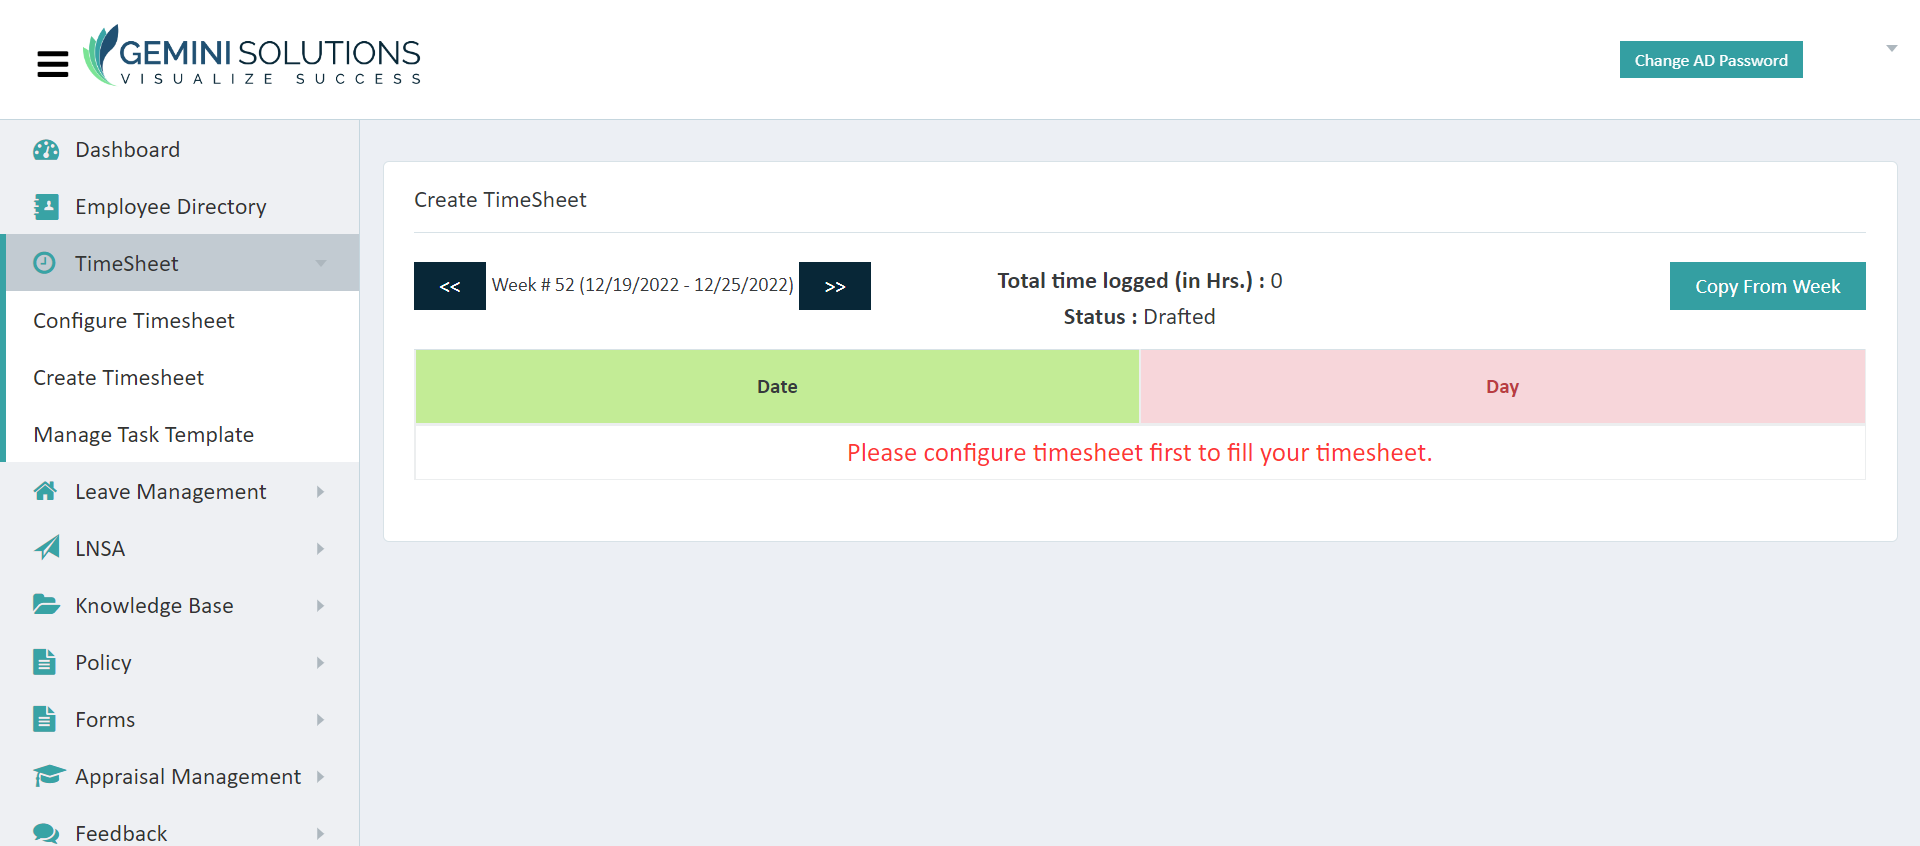 GEMINI SOLUTIONS
VISUALIZE SUCCESS
Change AD Password
Dashboard
Employee Directory
TimeSheet
Configure Timesheet
Create Timesheet
Manage Task Template
Leave Management
LNSA
Knowledge Base
Policy
Forms
Appraisal Management
Feedback
Create TimeSheet
<< Week # 52 (12/19/2022 - 12/25/2022) >>
Total time logged (in Hrs.) : 0
Status : Drafted
Copy From Week
Date Day
Please configure timesheet first to fill your timesheet.